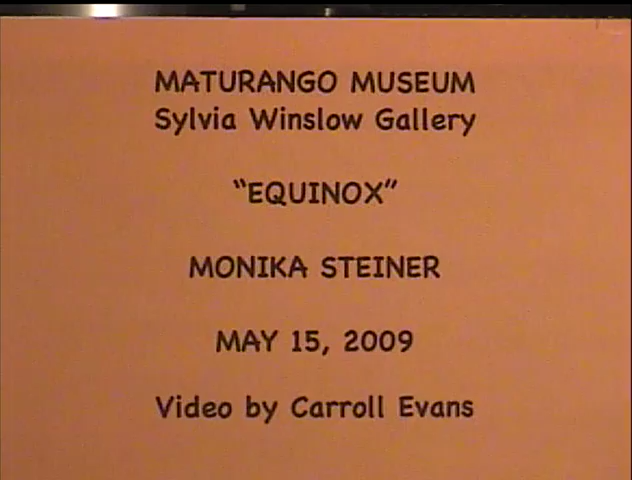 MATURANGO MUSEUM
Sylvia Winslow Gallery
“EQUINOX”
MONIKA STEINER
MAY 15, 2009
Video by Carroll Evans